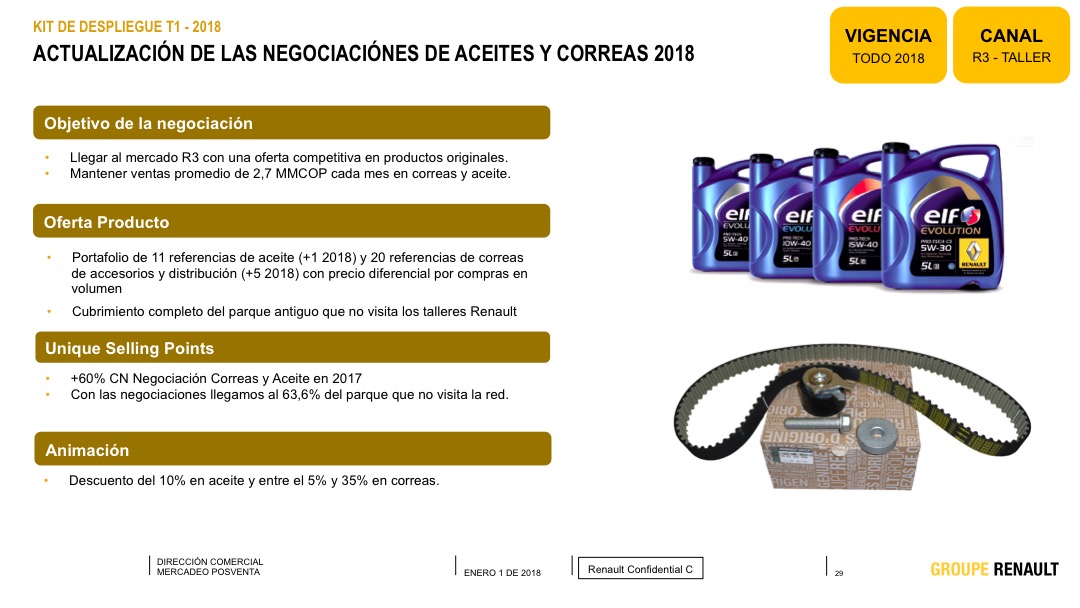 KIT DE DESPLIEGUE T1 - 2018
ACTUALIZACIÓN DE LAS NEGOCIACIÓNES DE ACEITES Y CORREAS 2018
VIGENCIA
TODO 2018
CANAL
R3 - TALLER
Objetivo de la negociación
• Llegar al mercado R3 con una oferta competitiva en productos originales.
• Mantener ventas promedio de 2,7 MMCOP cada mes en correas y aceite.
Oferta Producto
• Portafolio de 11 referencias de aceite (+1 2018) y 20 referencias de correas
de accesorios y distribución (+5 2018) con precio diferencial por compras en
volumen
• Cubrimiento completo del parque antiguo que no visita los talleres Renault
Unique Selling Points
• +60% CN Negociación Correas y Aceite en 2017
• Con las negociaciones llegamos al 63,6% del parque que no visita la red.
Animación
• Descuento del 10% en aceite y entre el 5% y 35% en correas.
elf
5W-40
5L
elf
10W-40
5L
elf
15W-40
5L
elf
EVOLUTION
5W-30
RENAULT
5L
D'ORIGINE
DIRECCIÓN COMERCIAL
MERCADEO POSVENTA
ENERO 1 DE 2018
Renault Confidential C
29
GROUPE RENAULT